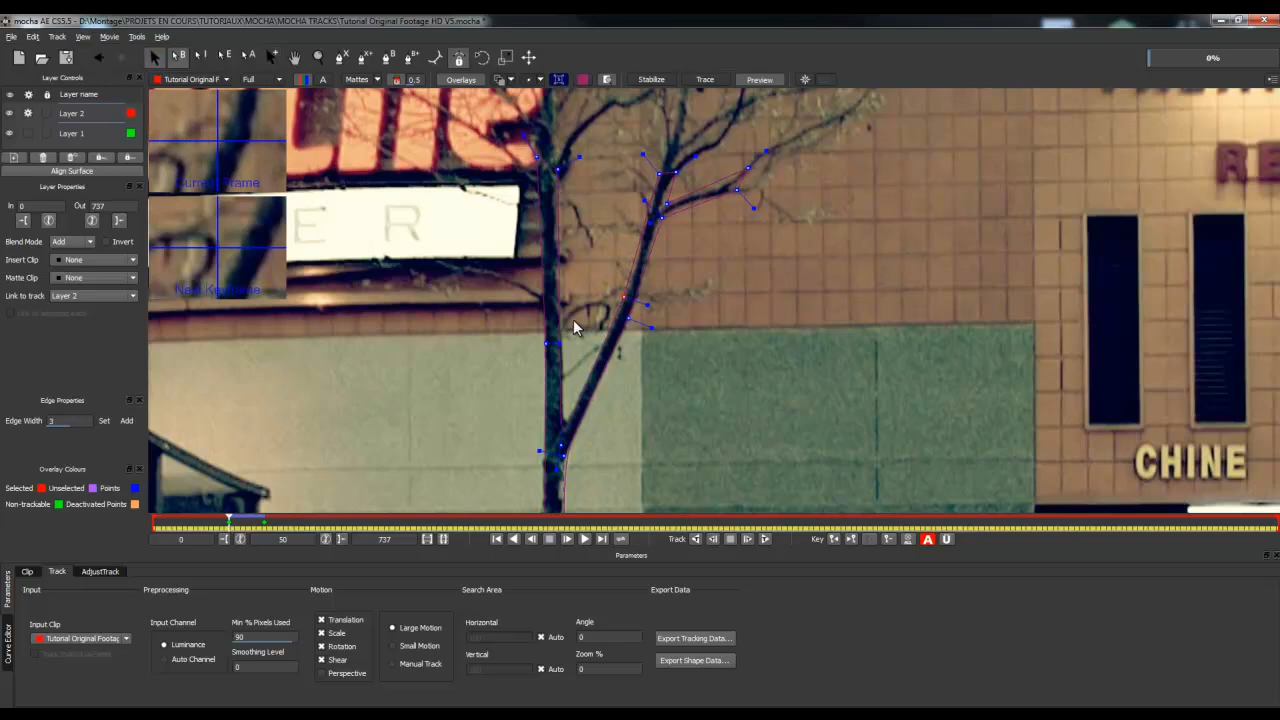 mocha AE CS5.5 - D:\Montage\PROJETS EN COURS\TUTORIAUX\MOCHA\MOCHA TRACKS\Tutorial Original Footage HD V5.mocha *
File Edit Track View Movie Tools Help
0%
Layer Controls
Tutorial Original F Full A Mattes 0.5 Overlays Stabilize Trace Preview
Layer name
Layer 2
Layer 1
Align Surface
Current Frame
Layer Properties
In 0 Out 737
Blend Mode Add Invert
Insert Clip None
Matte Clip None
Link to track Layer 2
Next Keyframe
E R
RE
CHINE
Edge Properties
Edge Width 3 Set Add
Overlay Colours
Selected Unselected Points
Non-trackable Deactivated Points
0 50 737 Track Key A Ü
Parameters
Clip Track AdjustTrack
Parameters
Curve Editor
Input Preprocessing Motion Search Area Export Data
Input Clip
Tutorial Original Footag
Input Channel Min % Pixels Used
Luminance 90
Auto Channel Smoothing Level
0
Translation
Scale
Rotation
Shear
Perspective
Large Motion
Small Motion
Manual Track
Horizontal Angle
Auto 0
Vertical Zoom %
Auto 0
Export Tracking Data...
Export Shape Data...